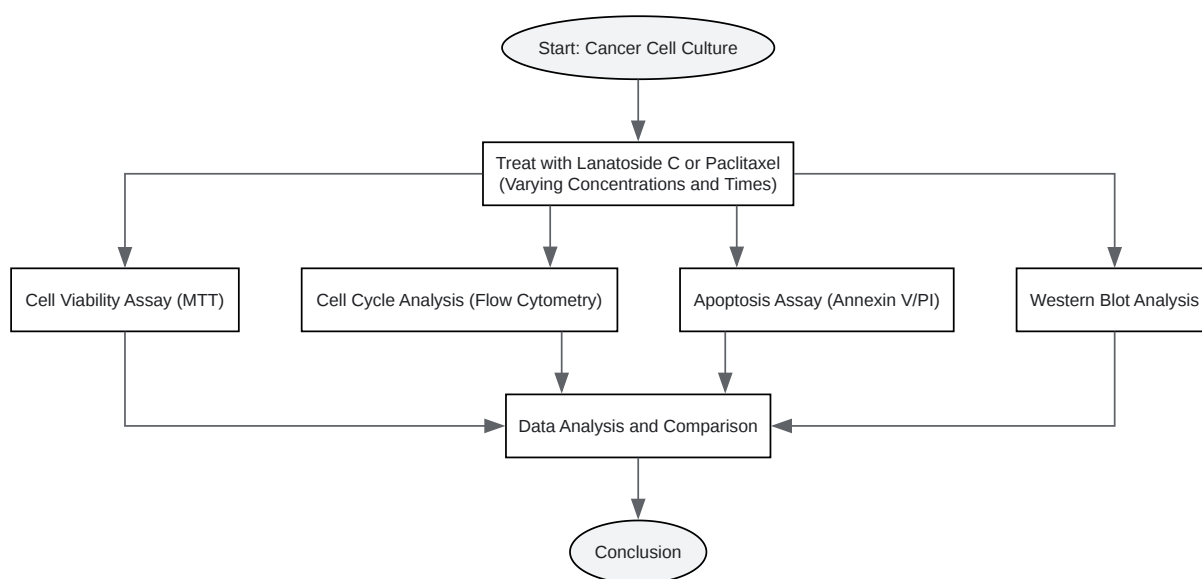 Start: Cancer Cell Culture
Treat with Lanatoside C or Paclitaxel
(Varying Concentrations and Times)
Cell Viability Assay (MTT)
Cell Cycle Analysis (Flow Cytometry)
Apoptosis Assay (Annexin V/PI)
Western Blot Analysis
Data Analysis and Comparison
Conclusion